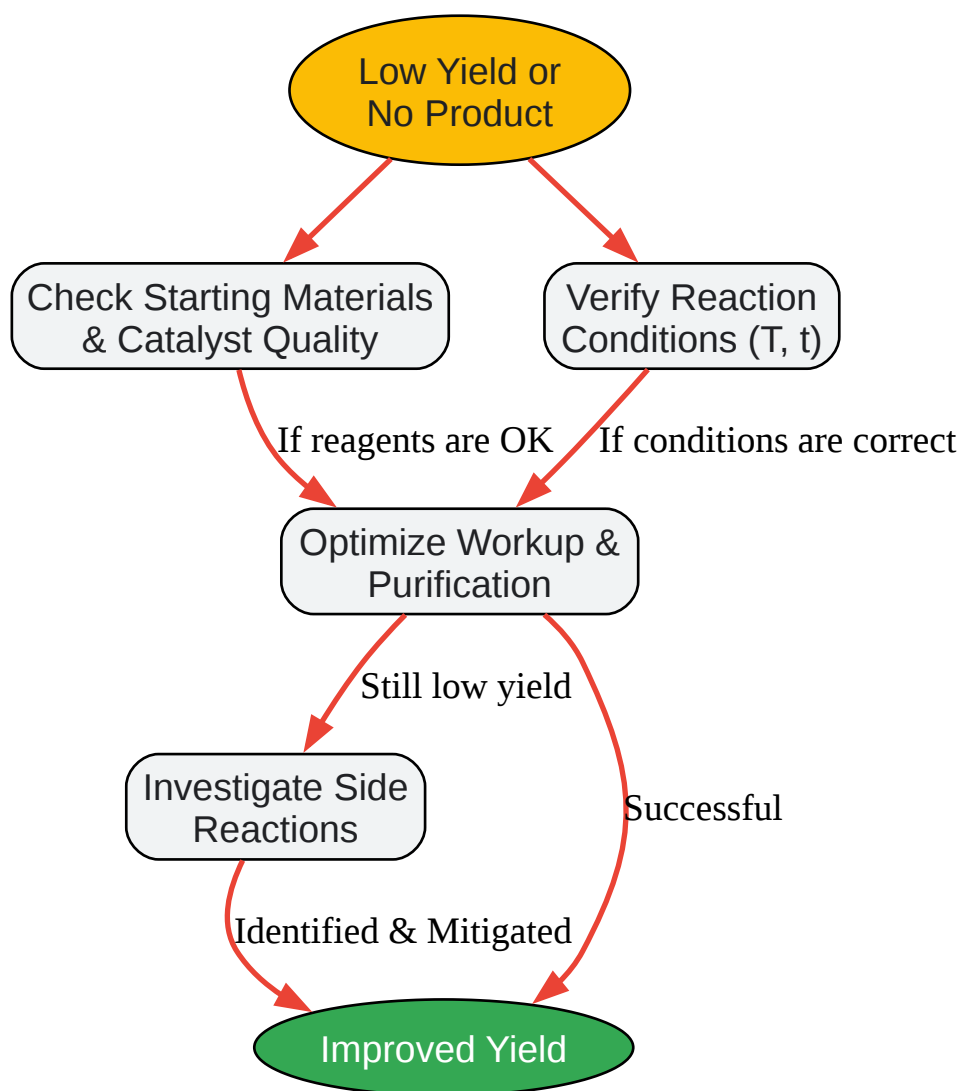 Low Yield or
No Product
Check Starting Materials
& Catalyst Quality
Verify Reaction
Conditions (T, t)
If reagents are OK
If conditions are correct
Optimize Workup &
Purification
Still low yield
Investigate Side
Reactions
Successful
Identified & Mitigated
Improved Yield